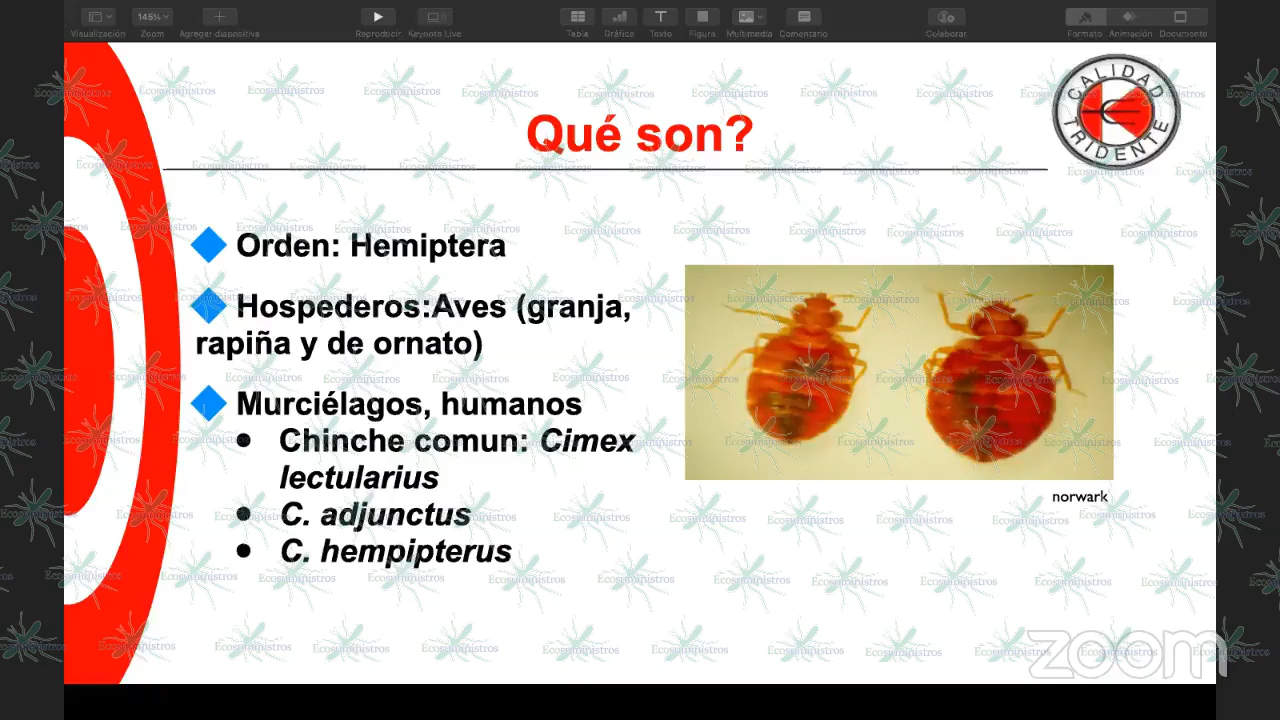 145%
Visualización Zoom Agregar diapositiva Reproducir Keynote Live Tabla Gráfica Texto Figura Multimedia Comentario Colaborar Formato Animación Documento
CALIDAD
TRIDENTE
Qué son?
Orden: Hemiptera
Hospederos:Aves (granja,
rapiña y de ornato)
Murciélagos, humanos
Chinche comun: Cimex
lectularius
C. adjunctus
C. hempipterus
norwark
Ecosuministros
zoom